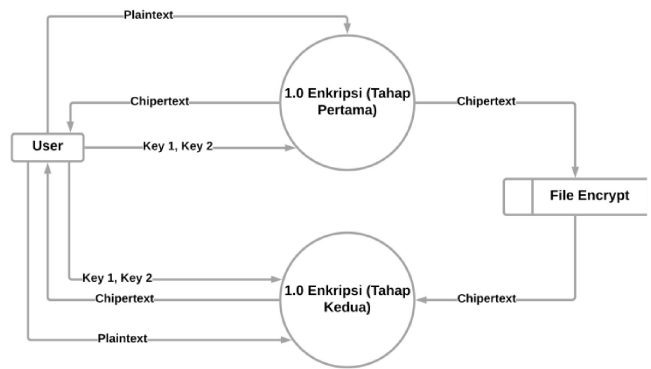 Plaintext
1.0 Enkripsi (Tahap
Pertama)
Chipertext
Chipertext
User
Key 1, Key 2
File Encrypt
Key 1, Key 2
1.0 Enkripsi (Tahap
Kedua)
Chipertext
Chipertext
Plaintext